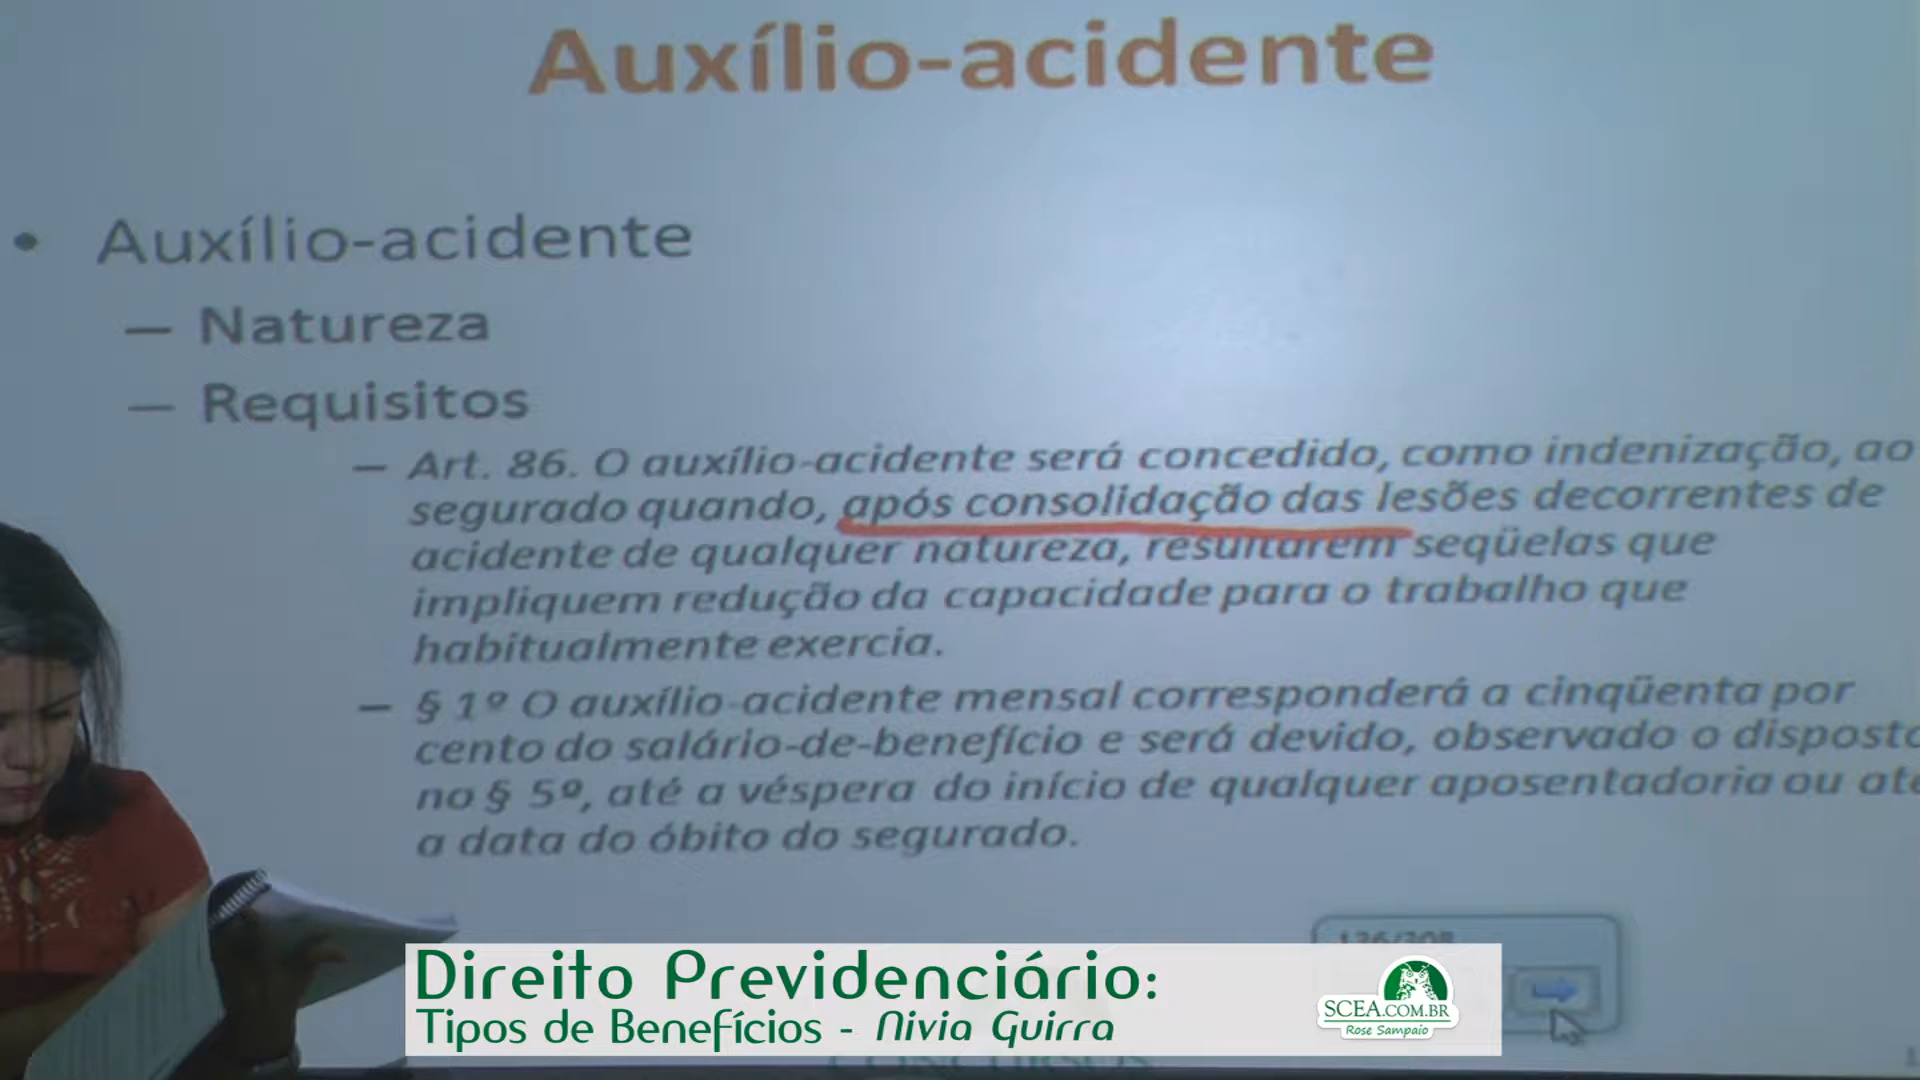 Auxílio-acidente
• Auxílio-acidente
— Natureza
— Requisitos
— Art. 86. O auxílio-acidente será concedido, como indenização, ao
segurado quando, após consolidação das lesões decorrentes de
acidente de qualquer natureza, resultarem seqüelas que
impliquem redução da capacidade para o trabalho que
habitualmente exercia.
— § 1º O auxílio-acidente mensal corresponderá a cinqüenta por
cento do salário-de-benefício e será devido, observado o disposto
no § 5º, até a véspera do início de qualquer aposentadoria ou até
a data do óbito do segurado.
Direito Previdenciário:
Tipos de Benefícios - Nivia Guirra
SCEA.COM.BR
Rose Sampaio